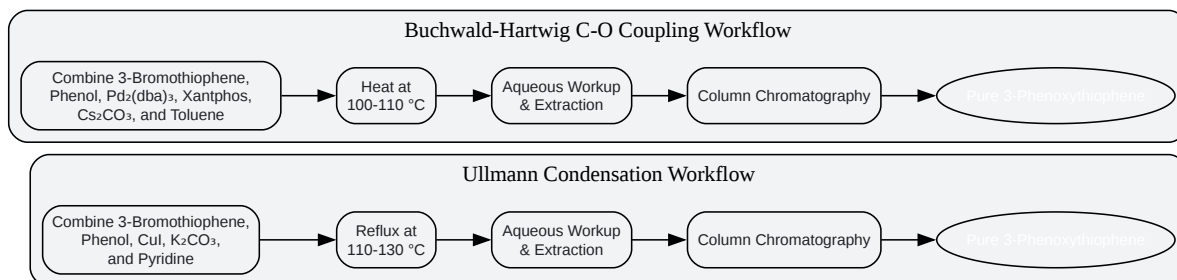 Buchwald-Hartwig C-O Coupling Workflow
Combine 3-Bromothiophene,
Phenol, Pd₂(dba)₃, Xantphos,
Cs₂CO₃, and Toluene
Heat at
100-110 °C
Aqueous Workup
& Extraction
Column Chromatography
Pure 3-Phenoxythiophene
Ullmann Condensation Workflow
Combine 3-Bromothiophene,
Phenol, CuI, K₂CO₃,
and Pyridine
Reflux at
110-130 °C
Aqueous Workup
& Extraction
Column Chromatography
Pure 3-Phenoxythiophene